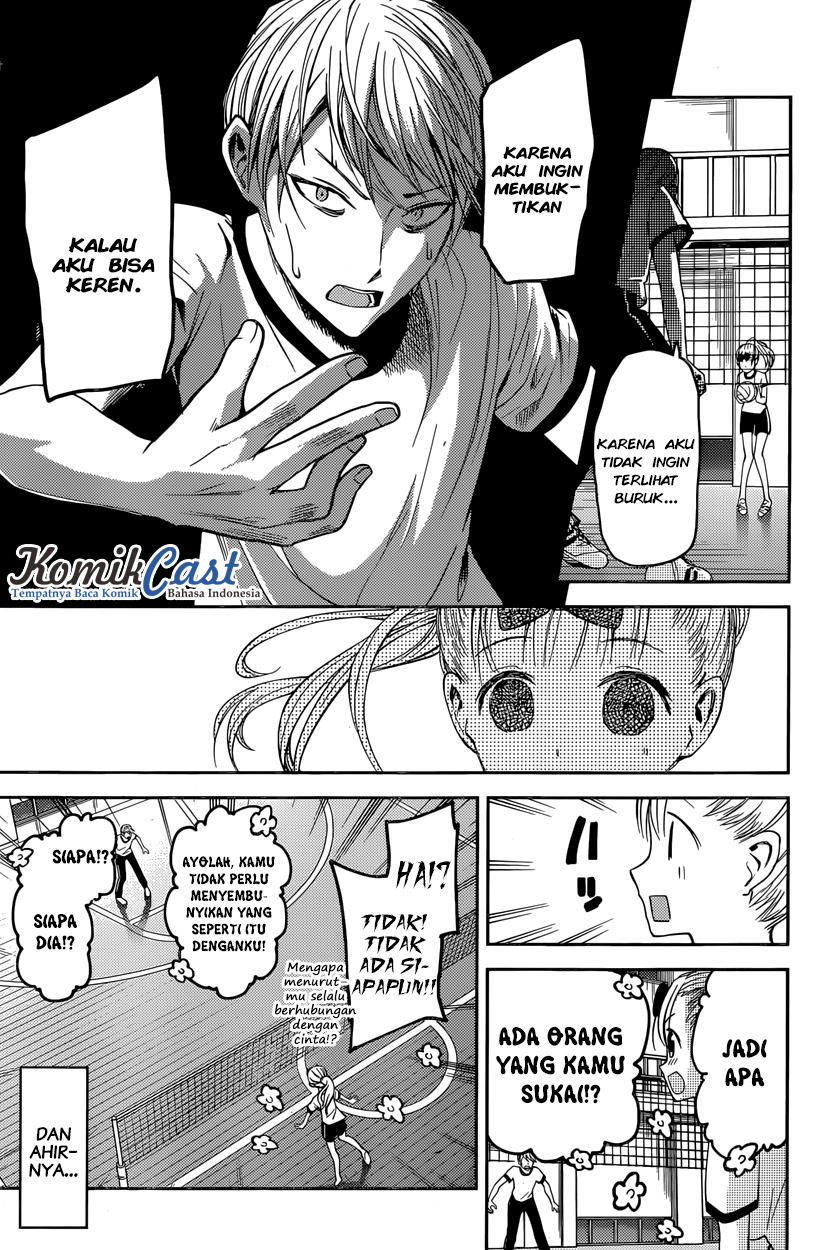 KARENA AKU
TIDAK INGIN
TERLIHAT
BURUK...
KARENA
AKU INGIN
MEMBUK-
TIKAN
KALAU
AKU BISA
KEREN.
KomikCast
Tempatnya Baca Komik Bahasa Indonesia
JADI
APA
ADA ORANG
YANG KAMU
SUKAI!?
HA!?
TIDAK!
TIDAK
ADA SI-
APAPUN!!
Mengapa
menurut-
mu selalu
berhubungan
dengan
cinta!?
AYOLAH, KAMU
TIDAK PERLU
MENYEMBU-
NYIKAN YANG
SEPERTI ITU
DENGANKU!
SIAPA!?
SIAPA
DIA!?
DAN
AHIR-
NYA...